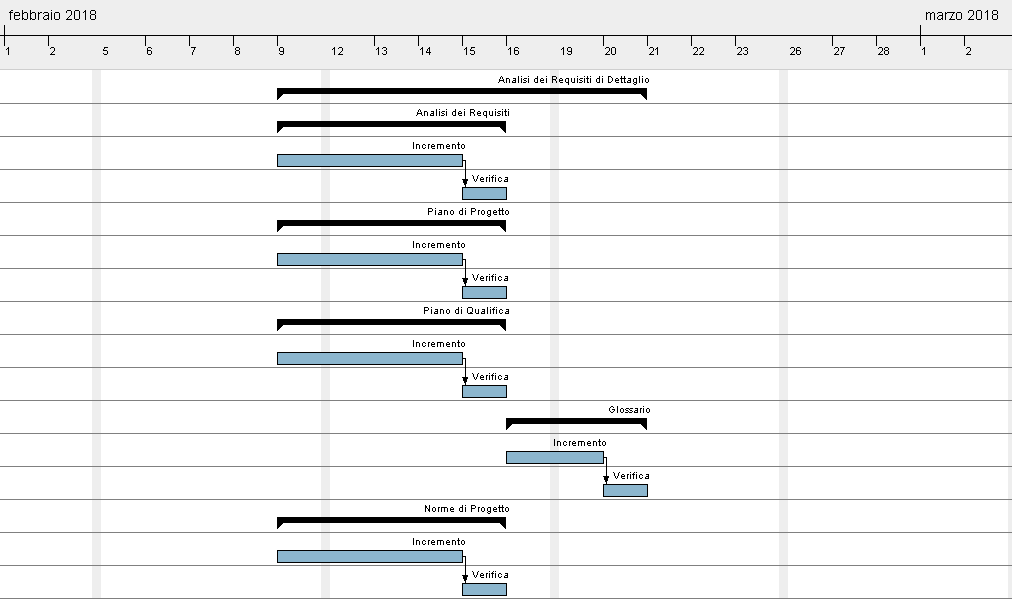 febbraio 2018 marzo 2018
1 2 5 6 7 8 9 12 13 14 15 16 19 20 21 22 23 26 27 28 1 2
Analisi dei Requisiti di Dettaglio
Analisi dei Requisiti
Incremento
Verifica
Piano di Progetto
Incremento
Verifica
Piano di Qualifica
Incremento
Verifica
Glossario
Incremento
Verifica
Norme di Progetto
Incremento
Verifica